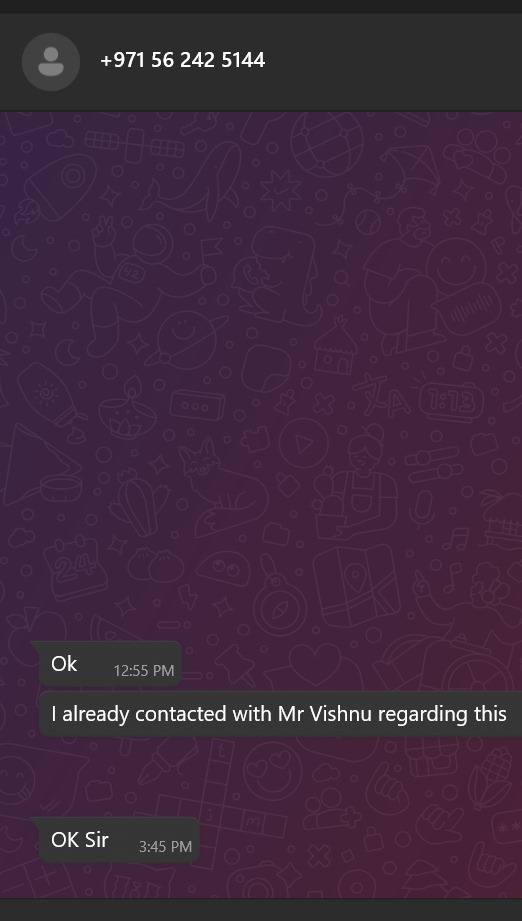 +971 56 242 5144
Ok
12:55 PM
I already contacted with Mr Vishnu regarding this
OK Sir
3:45 PM